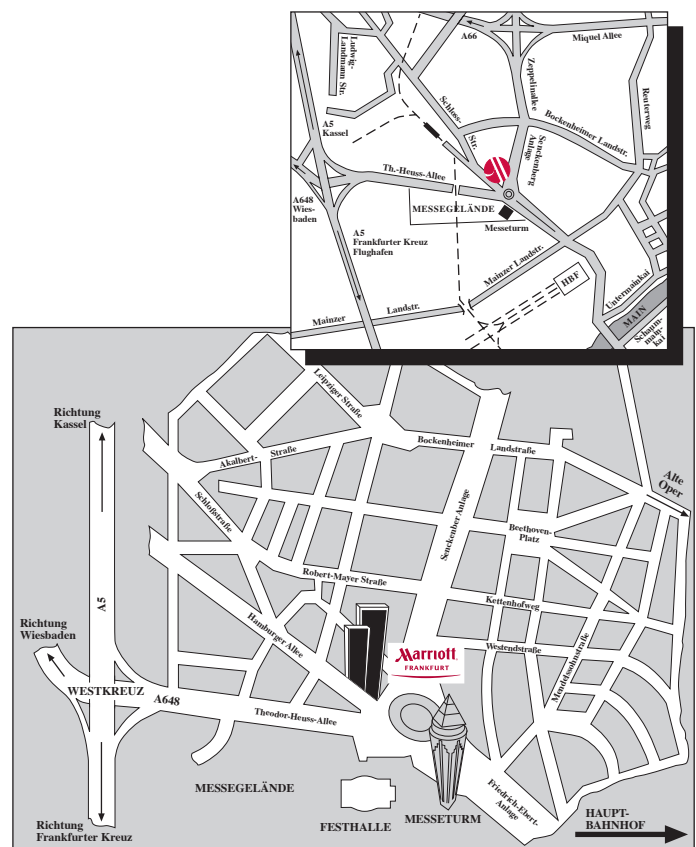 A66
Miquel Allee
Ludwig-
Landmann Str.
Zeppelinallee
Reuterweg
Schloss-
Str.
A5
Kassel
Bockenheimer Landstr.
Senckenberg
Anlage
Th.-Heuss-Allee
A648
Wies-
baden
MESSEGELÄNDE
Messeturm
A5
Frankfurter Kreuz
Flughafen
Mainzer Landstr.
HBF
Untermainkai
MAIN
Schaum-
main-
kai
Mainzer
Landstr.
Leipziger Straße
Richtung
Kassel
Bockenheimer
Landstraße
Akalbert-
Straße
Alte
Oper
Schloßstraße
Senckenber Anlage
Beethoven-
Platz
A5
Robert-Mayer Straße
Kettenhofweg
Richtung
Wiesbaden
Hamburger Allee
Marriott
FRANKFURT
Westendstraße
Mendelssohnstraße
WESTKREUZ
A648
Theodor-Heuss-Allee
MESSEGELÄNDE
Friedrich-Ebert-
Anlage
FESTHALLE
MESSETURM
HAUPT-
BAHNHOF
Richtung
Frankfurter Kreuz